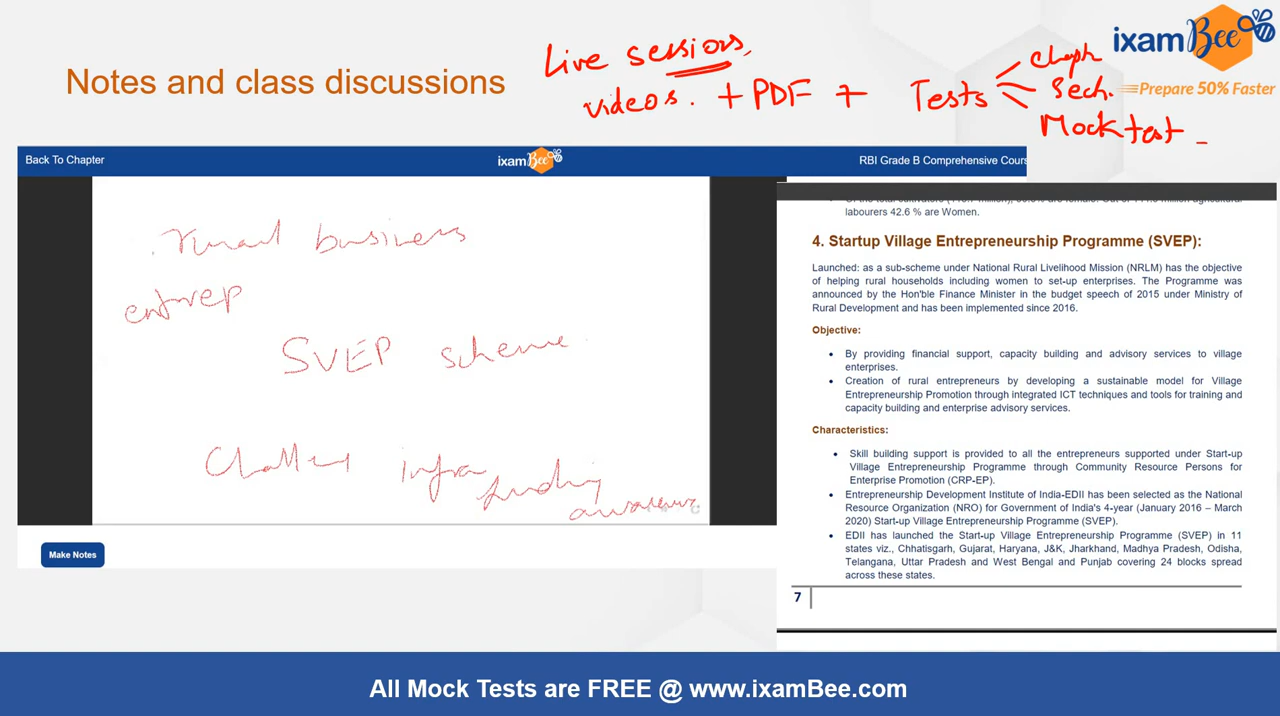 Live sessions,
videos. + PDF + Tests
Chaph
Sech.
Mock test
ixamBee
Prepare 50% Faster
Notes and class discussions
Back To Chapter
ixamBee
RBI Grade B Comprehensive Cours
rural business
entrep
SVEP scheme
infra
funding
awareness
Make Notes
labourers 42.6 % are Women.
4. Startup Village Entrepreneurship Programme (SVEP):
Launched: as a sub-scheme under National Rural Livelihood Mission (NRLM) has the objective
of helping rural households including women to set-up enterprises. The Programme was
announced by the Hon'ble Finance Minister in the budget speech of 2015 under Ministry of
Rural Development and has been implemented since 2016.
Objective:
• By providing financial support, capacity building and advisory services to village
enterprises.
• Creation of rural entrepreneurs by developing a sustainable model for Village
Entrepreneurship Promotion through integrated ICT techniques and tools for training and
capacity building and enterprise advisory services.
Characteristics:
• Skill building support is provided to all the entrepreneurs supported under Start-up
Village Entrepreneurship Programme through Community Resource Persons for
Enterprise Promotion (CRP-EP).
• Entrepreneurship Development Institute of India-EDII has been selected as the National
Resource Organization (NRO) for Government of India's 4-year (January 2016 – March
2020) Start-up Village Entrepreneurship Programme (SVEP).
• EDII has launched the Start-up Village Entrepreneurship Programme (SVEP) in 11
states viz., Chhatisgarh, Gujarat, Haryana, J&K, Jharkhand, Madhya Pradesh, Odisha,
Telangana, Uttar Pradesh and West Bengal and Punjab covering 24 blocks spread
across these states.
7
All Mock Tests are FREE @ www.ixamBee.com